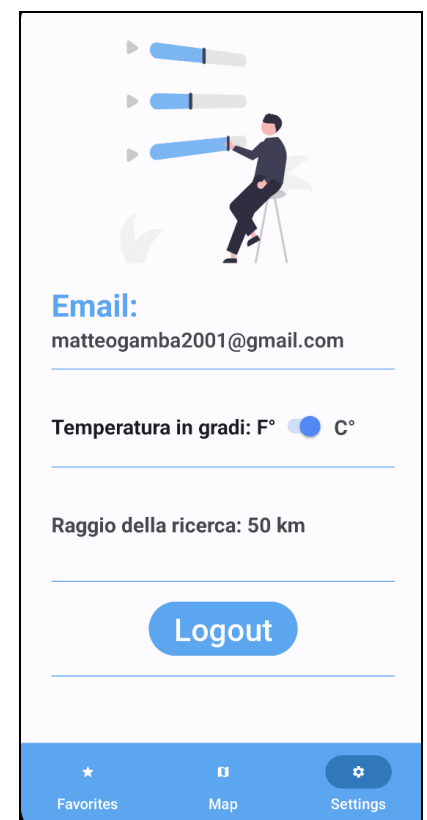 Email:
matteogamba2001@gmail.com
Temperatura in gradi: F° C°
Raggio della ricerca: 50 km
Logout
Favorites Map Settings